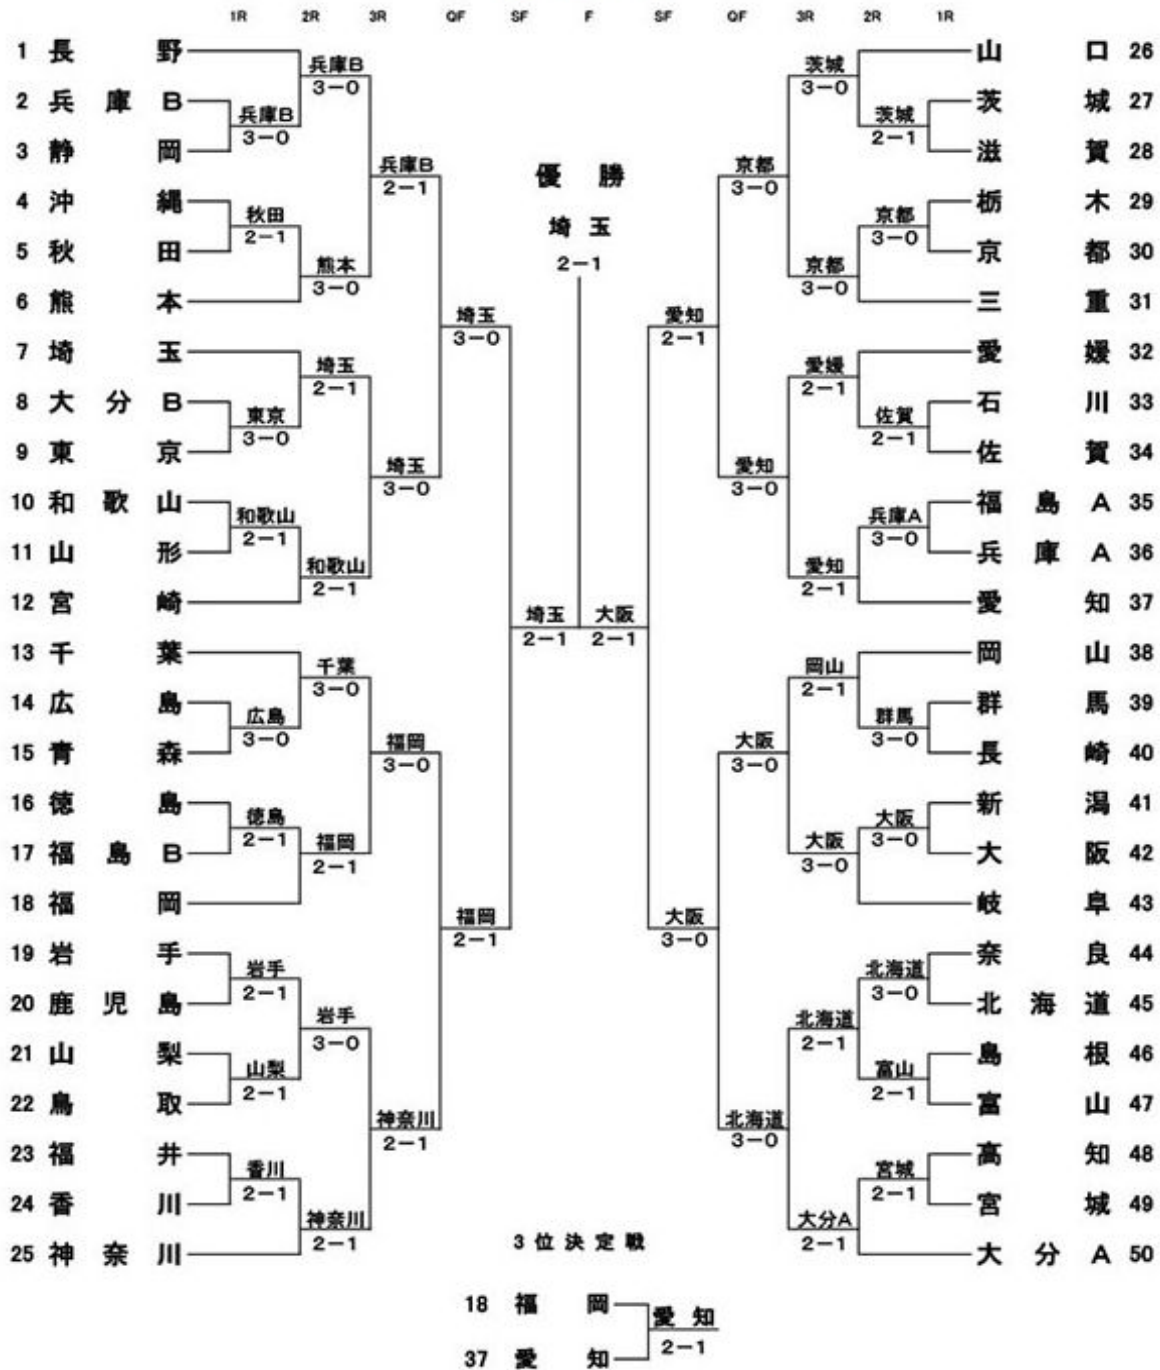 1R 2R 3R QF SF F SF QF 3R 2R 1R
1 長野 山口 26
兵庫B 茨城
3-0 3-0
2 兵庫B 茨城 27
兵庫B 茨城
3-0 2-1
3 静岡 滋賀 28
兵庫B 優勝 京都
2-1 3-0
4 沖縄 栃木 29
秋田 埼玉 京都
2-1 3-0
5 秋田 京都 30
熊本 2-1 京都
3-0 3-0
6 熊本 三重 31
埼玉 愛知
3-0 2-1
7 埼玉 愛媛 32
埼玉 愛媛
2-1 2-1
8 大分B 石川 33
東京 佐賀
3-0 2-1
9 東京 佐賀 34
埼玉 愛知
3-0 3-0
10 和歌山 福島A 35
和歌山 兵庫A
2-1 3-0
11 山形 兵庫A 36
和歌山 愛知
2-1 2-1
12 宮崎 愛知 37
埼玉 大阪
2-1 2-1
13 千葉 岡山 38
千葉 岡山
3-0 2-1
14 広島 群馬 39
広島 群馬
3-0 3-0
15 青森 長崎 40
福岡 大阪
3-0 3-0
16 徳島 新潟 41
徳島 大阪
2-1 3-0
17 福島B 大阪 42
福岡 大阪
2-1 3-0
18 福岡 岐阜 43
福岡 大阪
2-1 3-0
19 岩手 奈良 44
岩手 北海道
2-1 3-0
20 鹿児島 北海道 45
岩手 北海道
3-0 2-1
21 山梨 島根 46
山梨 富山
2-1 2-1
22 鳥取 富山 47
神奈川 北海道
2-1 3-0
23 福井 高知 48
香川 宮城
2-1 2-1
24 香川 宮城 49
神奈川 大分A
2-1 2-1
3位決定戦
25 神奈川 大分A 50
18 福岡
愛知
2-1
37 愛知